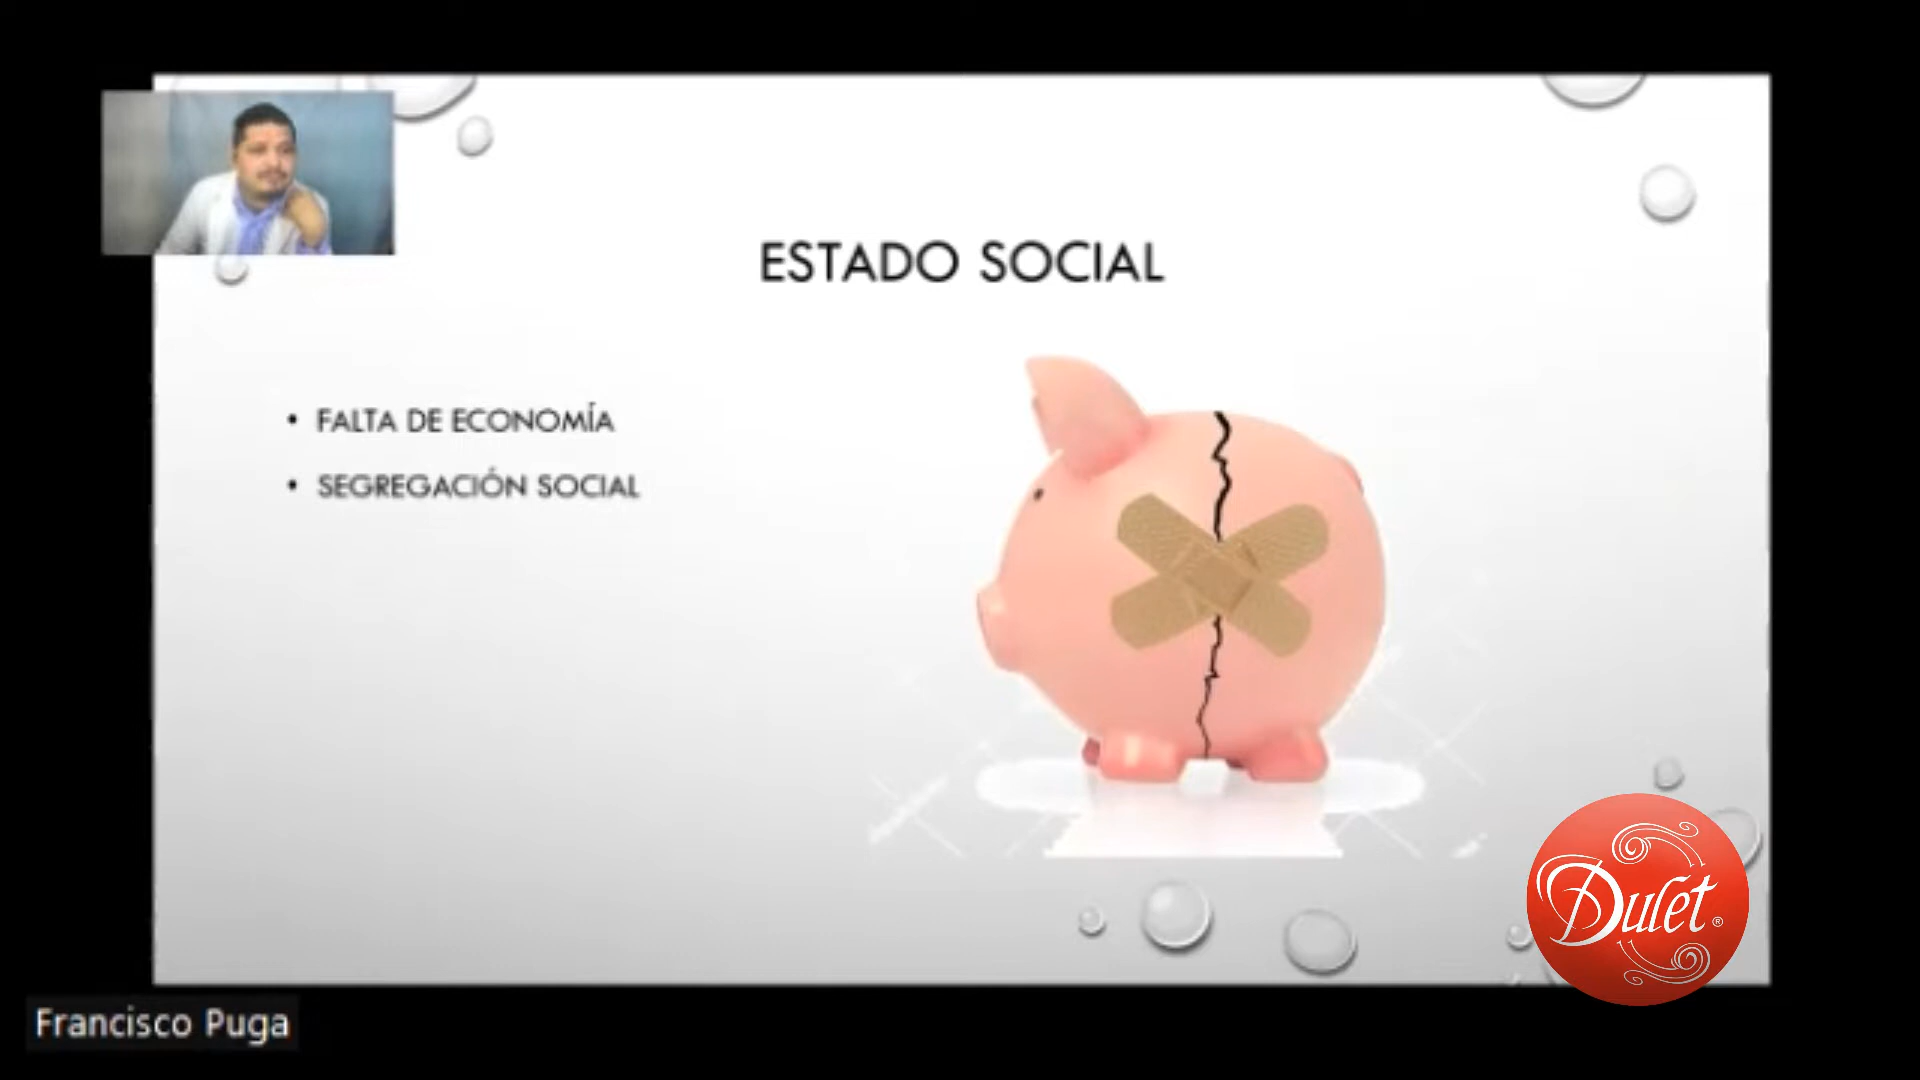 ESTADO SOCIAL
• FALTA DE ECONOMÍA
• SEGREGACIÓN SOCIAL
Dulet®
Francisco Puga